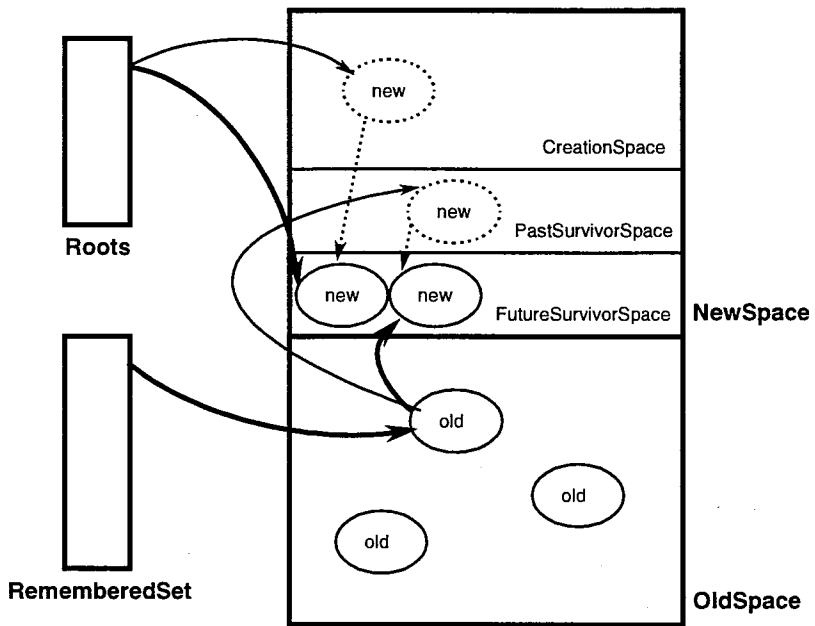 new
CreationSpace
new
PastSurvivorSpace
Roots
new
new
FutureSurvivorSpace
NewSpace
old
old
old
RememberedSet
OldSpace